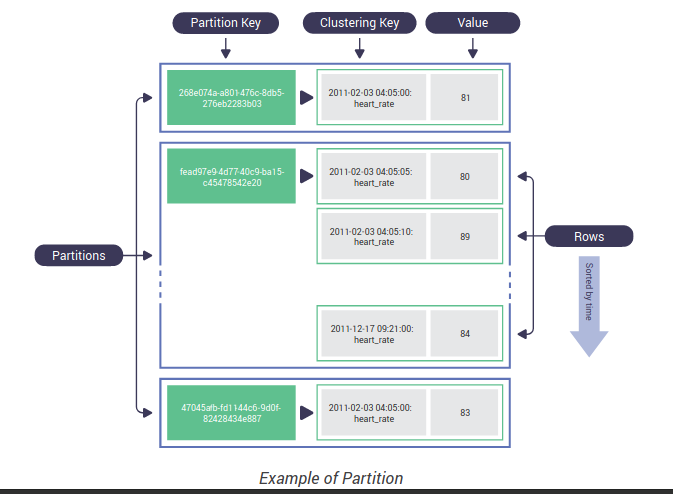 Partition Key
Clustering Key
Value
268e074a-a801-476c-8db5-
276eb2283b03
2011-02-03 04:05:00:
heart_rate
81
fead97e9-4d77-40c9-ba15-
c45478542e20
2011-02-03 04:05:05:
heart_rate
80
2011-02-03 04:05:10:
heart_rate
89
Partitions
Rows
Sorted by time
2011-12-17 09:21:00:
heart_rate
84
47045afb-fd11-44c6-9d0f-
82428434e887
2011-02-03 04:05:00:
heart_rate
83
Example of Partition